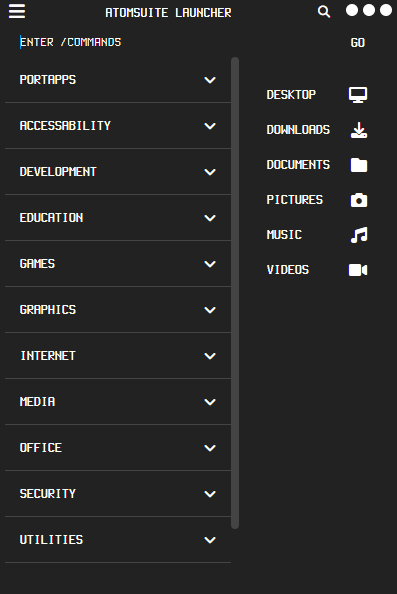 ATOMSUITE LAUNCHER
ENTER /COMMANDS
GO
PORTAPPS
ACCESSABILITY
DEVELOPMENT
EDUCATION
GAMES
GRAPHICS
INTERNET
MEDIA
OFFICE
SECURITY
UTILITIES
DESKTOP
DOWNLOADS
DOCUMENTS
PICTURES
MUSIC
VIDEOS